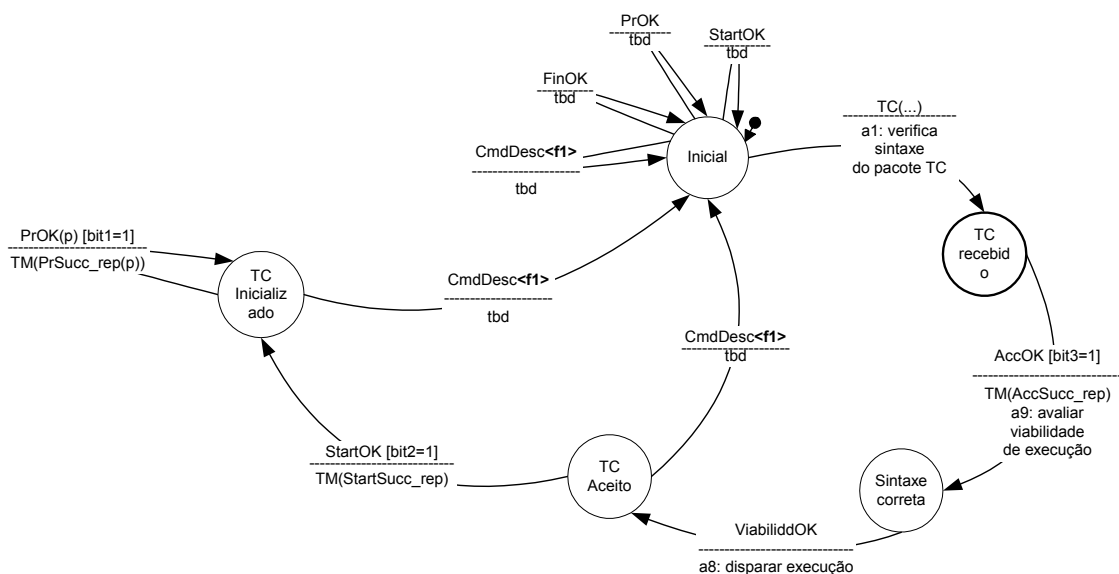 PrOK
tbd
StartOK
tbd
FinOK
tbd
CmdDesc<f1>
tbd
Inicial
TC(...)
a1: verifica
sintaxe
do pacote TC
TC
recebid
o
PrOK(p) [bit1=1]
TM(PrSucc_rep(p))
TC
Inicializ
ado
CmdDesc<f1>
tbd
CmdDesc<f1>
tbd
AccOK [bit3=1]
TM(AccSucc_rep)
a9: avaliar
viabilidade
de execução
StartOK [bit2=1]
TM(StartSucc_rep)
TC
Aceito
Sintaxe
correta
ViabiliddOK
a8: disparar execução